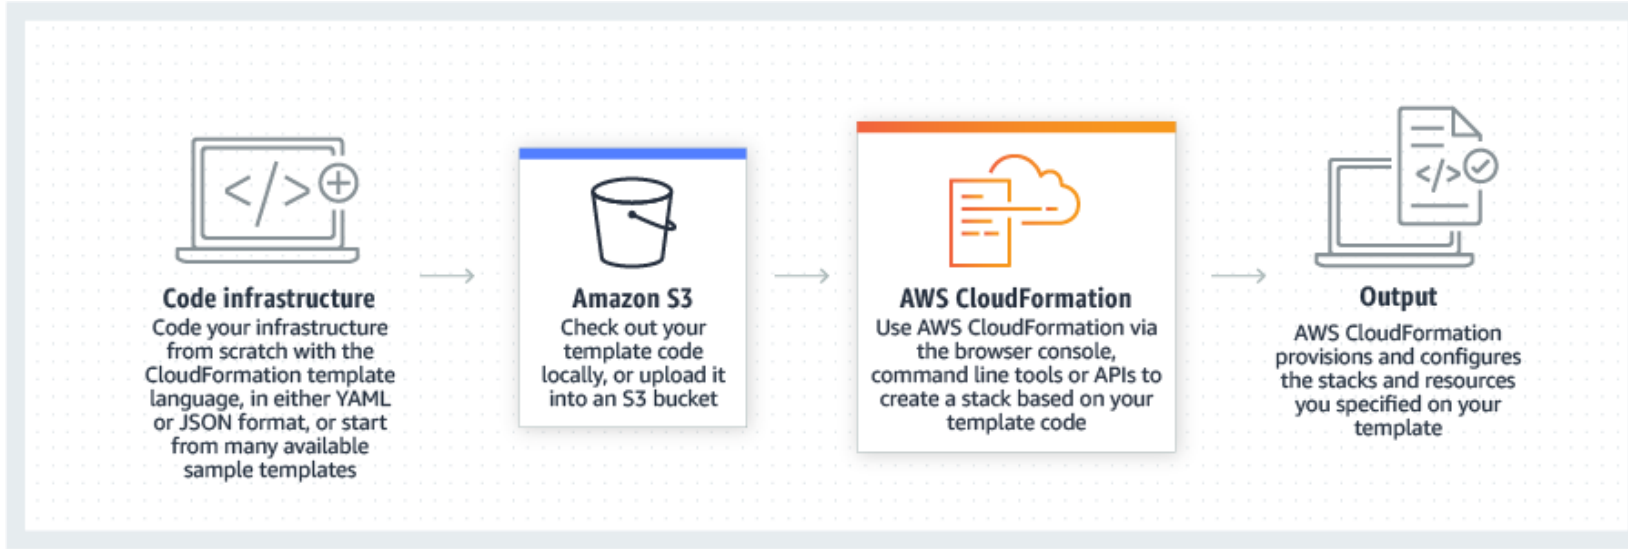 </>
Code infrastructure
Code your infrastructure
from scratch with the
CloudFormation template
language, in either YAML
or JSON format, or start
from many available
sample templates
Amazon S3
Check out your
template code
locally, or upload it
into an S3 bucket
AWS CloudFormation
Use AWS CloudFormation via
the browser console,
command line tools or APIs to
create a stack based on your
template code
</>
Output
AWS CloudFormation
provisions and configures
the stacks and resources
you specified on your
template